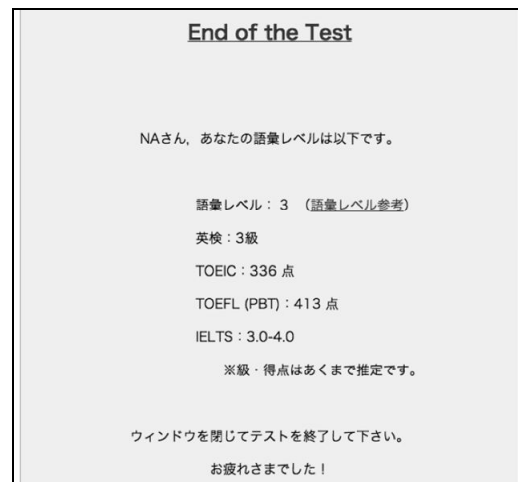 End of the Test
NAさん，あなたの語彙レベルは以下です。
語彙レベル： 3 （語彙レベル参考）
英検：3級
TOEIC：336 点
TOEFL (PBT)：413 点
IELTS：3.0-4.0
※級・得点はあくまで推定です。
ウィンドウを閉じてテストを終了して下さい。
お疲れさまでした！